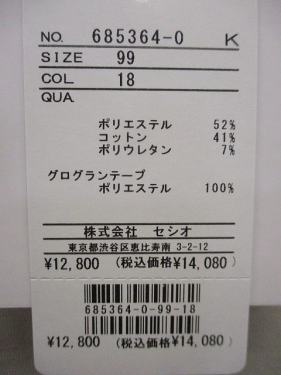 NO. 685364-0 K
SIZE 99
COL. 18
QUA.
ポリエステル 52%
コットン 41%
ポリウレタン 7%
グログランテープ
ポリエステル 100%
株式会社 セシオ
東京都渋谷区恵比寿南 3-2-12
¥12,800 (税込価格¥14,080)
685364-0-99-18
¥12,800 (税込価格¥14,080)